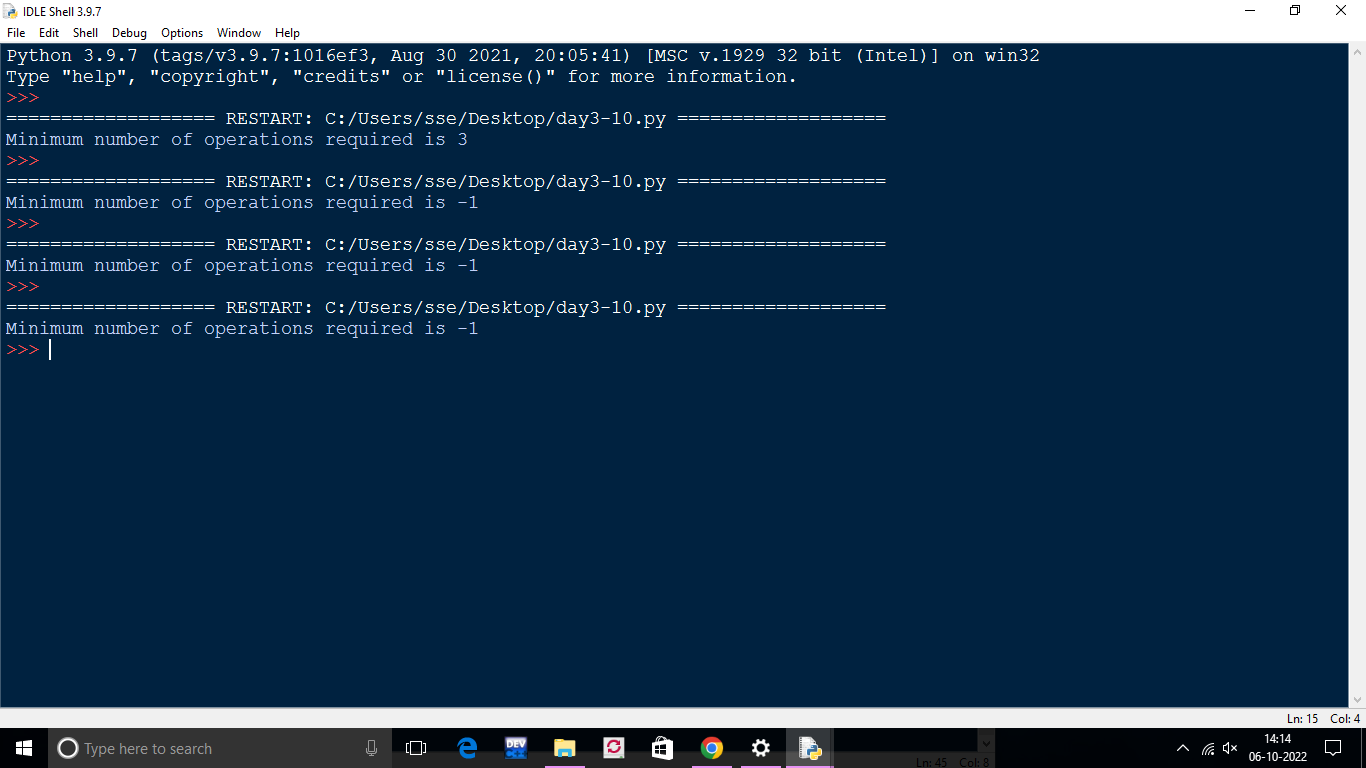 IDLE Shell 3.9.7
File Edit Shell Debug Options Window Help
Python 3.9.7 (tags/v3.9.7:1016ef3, Aug 30 2021, 20:05:41) [MSC v.1929 32 bit (Intel)] on win32
Type "help", "copyright", "credits" or "license()" for more information.
>>>
=================== RESTART: C:/Users/sse/Desktop/day3-10.py ===================
Minimum number of operations required is 3
>>>
=================== RESTART: C:/Users/sse/Desktop/day3-10.py ===================
Minimum number of operations required is -1
>>>
=================== RESTART: C:/Users/sse/Desktop/day3-10.py ===================
Minimum number of operations required is -1
>>>
=================== RESTART: C:/Users/sse/Desktop/day3-10.py ===================
Minimum number of operations required is -1
>>>
Ln: 15 Col: 4
Type here to search
DEV
Ln: 45 Col: 8
14:14
06-10-2022